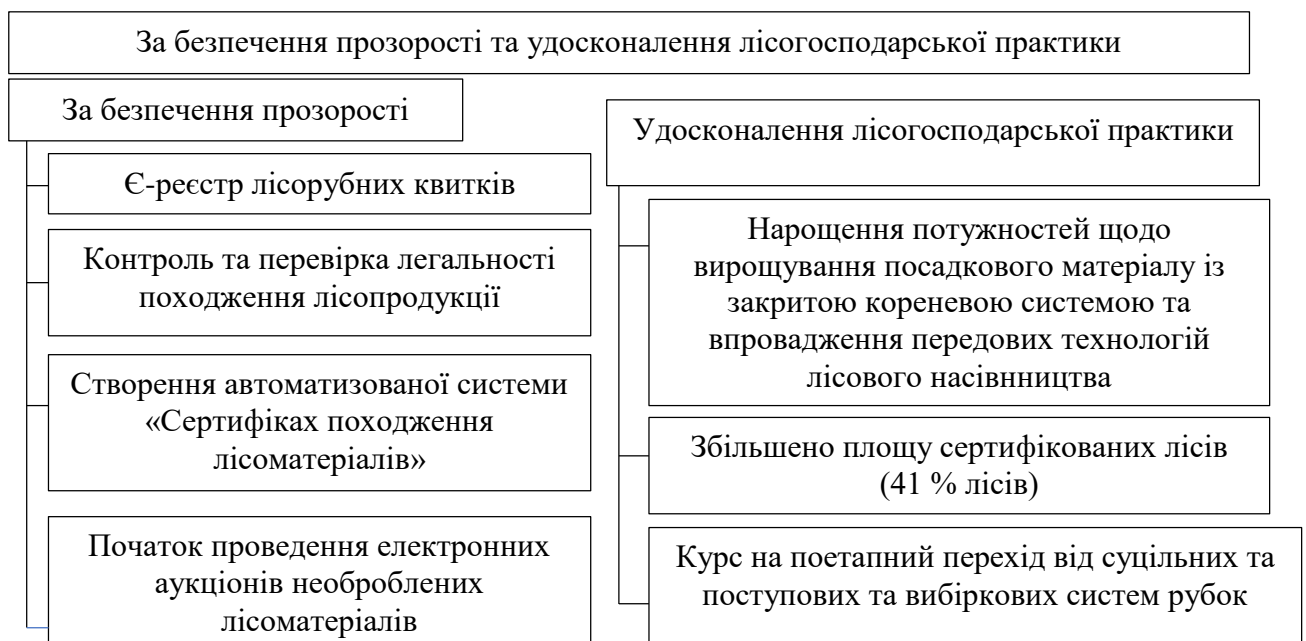 За безпечення прозорості та удосконалення лісогосподарської практики
За безпечення прозорості
Є-реєстр лісорубних квитків
Контроль та перевірка легальності
походження лісопродукції
Створення автоматизованої системи
«Сертифіках походження
лісоматеріалів»
Початок проведення електронних
аукціонів необроблених
лісоматеріалів
Удосконалення лісогосподарської практики
Нарощення потужностей щодо
вирощування посадкового матеріалу із
закритою кореневою системою та
впровадження передових технологій
лісового насівнництва
Збільшено площу сертифікованих лісів
(41 % лісів)
Курс на поетапний перехід від суцільних та
поступових та вибіркових систем рубок